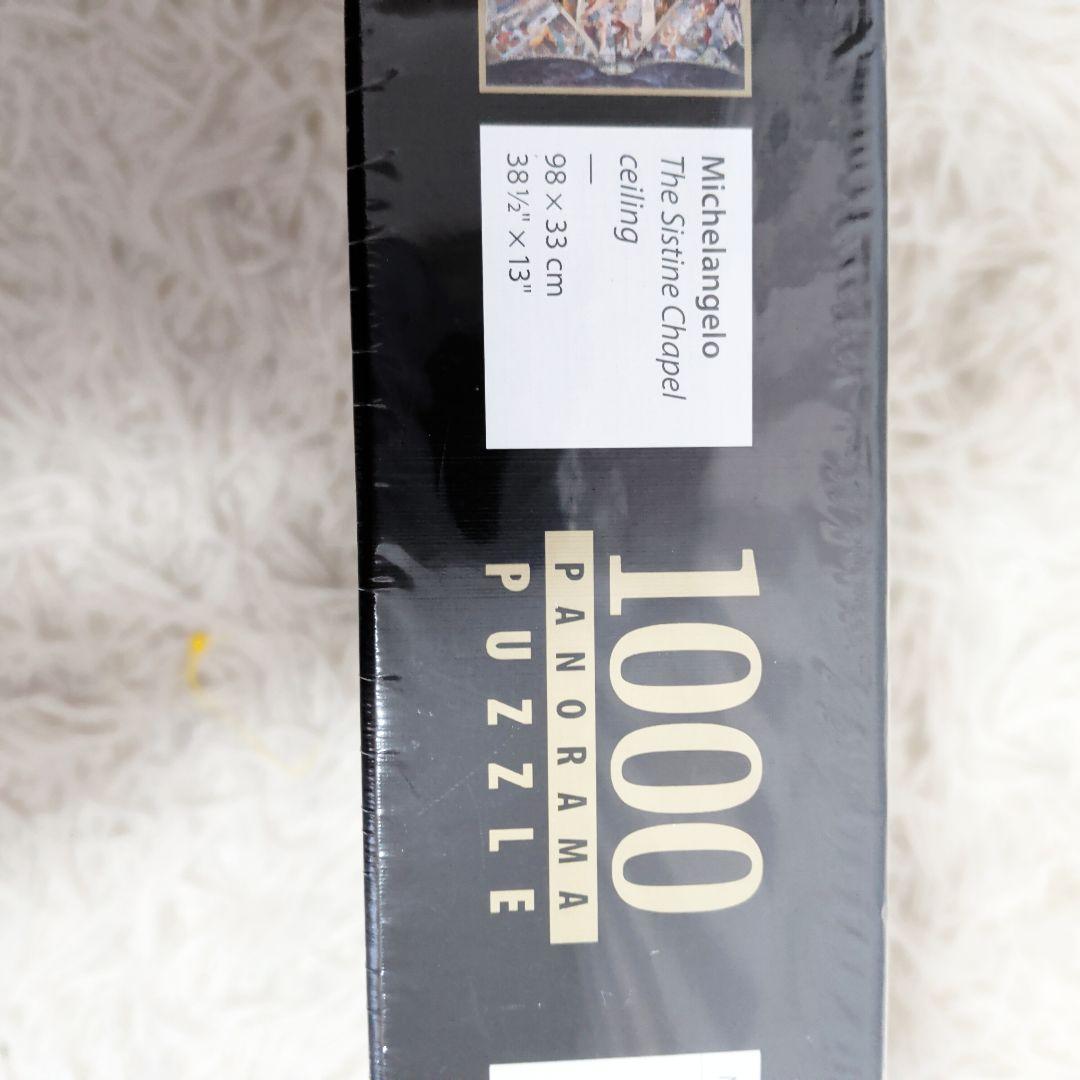 Michelangelo
The Sistine Chapel
ceiling
—
98 × 33 cm
38½" × 13"
1000
PANORAMA
PUZZLE